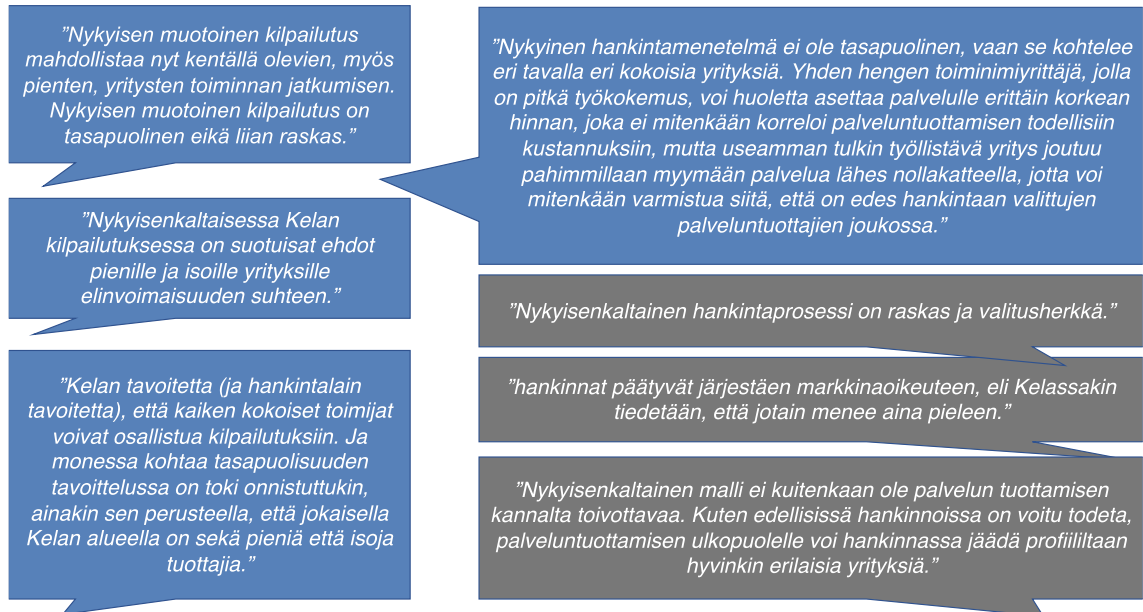 ”Nykyisen muotoinen kilpailutus
mahdollistaa nyt kentällä olevien, myös
pienten, yritysten toiminnan jatkumisen.
Nykyisen muotoinen kilpailutus on
tasapuolinen eikä liian raskas.”
”Nykyisenkaltaisessa Kelan
kilpailutuksessa on suotuisat ehdot
pienille ja isoille yrityksille
elinvoimaisuuden suhteen.”
”Kelan tavoitetta (ja hankintalain
tavoitetta), että kaiken kokoiset toimijat
voivat osallistua kilpailutuksiin. Ja
monessa kohtaa tasapuolisuuden
tavoittelussa on toki onnistuttukin,
ainakin sen perusteella, että jokaisella
Kelan alueella on sekä pieniä että isoja
tuottajia.”
”Nykyinen hankintamenetelmä ei ole tasapuolinen, vaan se kohtelee
eri tavalla eri kokoisia yrityksiä. Yhden hengen toiminimiyrittäjä, jolla
on pitkä työkokemus, voi huoletta asettaa palvelulle erittäin korkean
hinnan, joka ei mitenkään korreloi palveluntuottamisen todellisiin
kustannuksiin, mutta useamman tulkin työllistävä yritys joutuu
pahimmillaan myymään palvelua lähes nollakatteella, jotta voi
mitenkään varmistua siitä, että on edes hankintaan valittujen
palveluntuottajien joukossa.”
”Nykyisenkaltainen hankintaprosessi on raskas ja valitusherkkä.”
”hankinnat päätyvät järjestäen markkinaoikeuteen, eli Kelassakin
tiedetään, että jotain menee aina pieleen.”
”Nykyisenkaltainen malli ei kuitenkaan ole palvelun tuottamisen
kannalta toivottavaa. Kuten edellisissä hankinnoissa on voitu todeta,
palveluntuottamisen ulkopuolelle voi hankinnassa jäädä profiililtaan
hyvinkin erilaisia yrityksiä.”